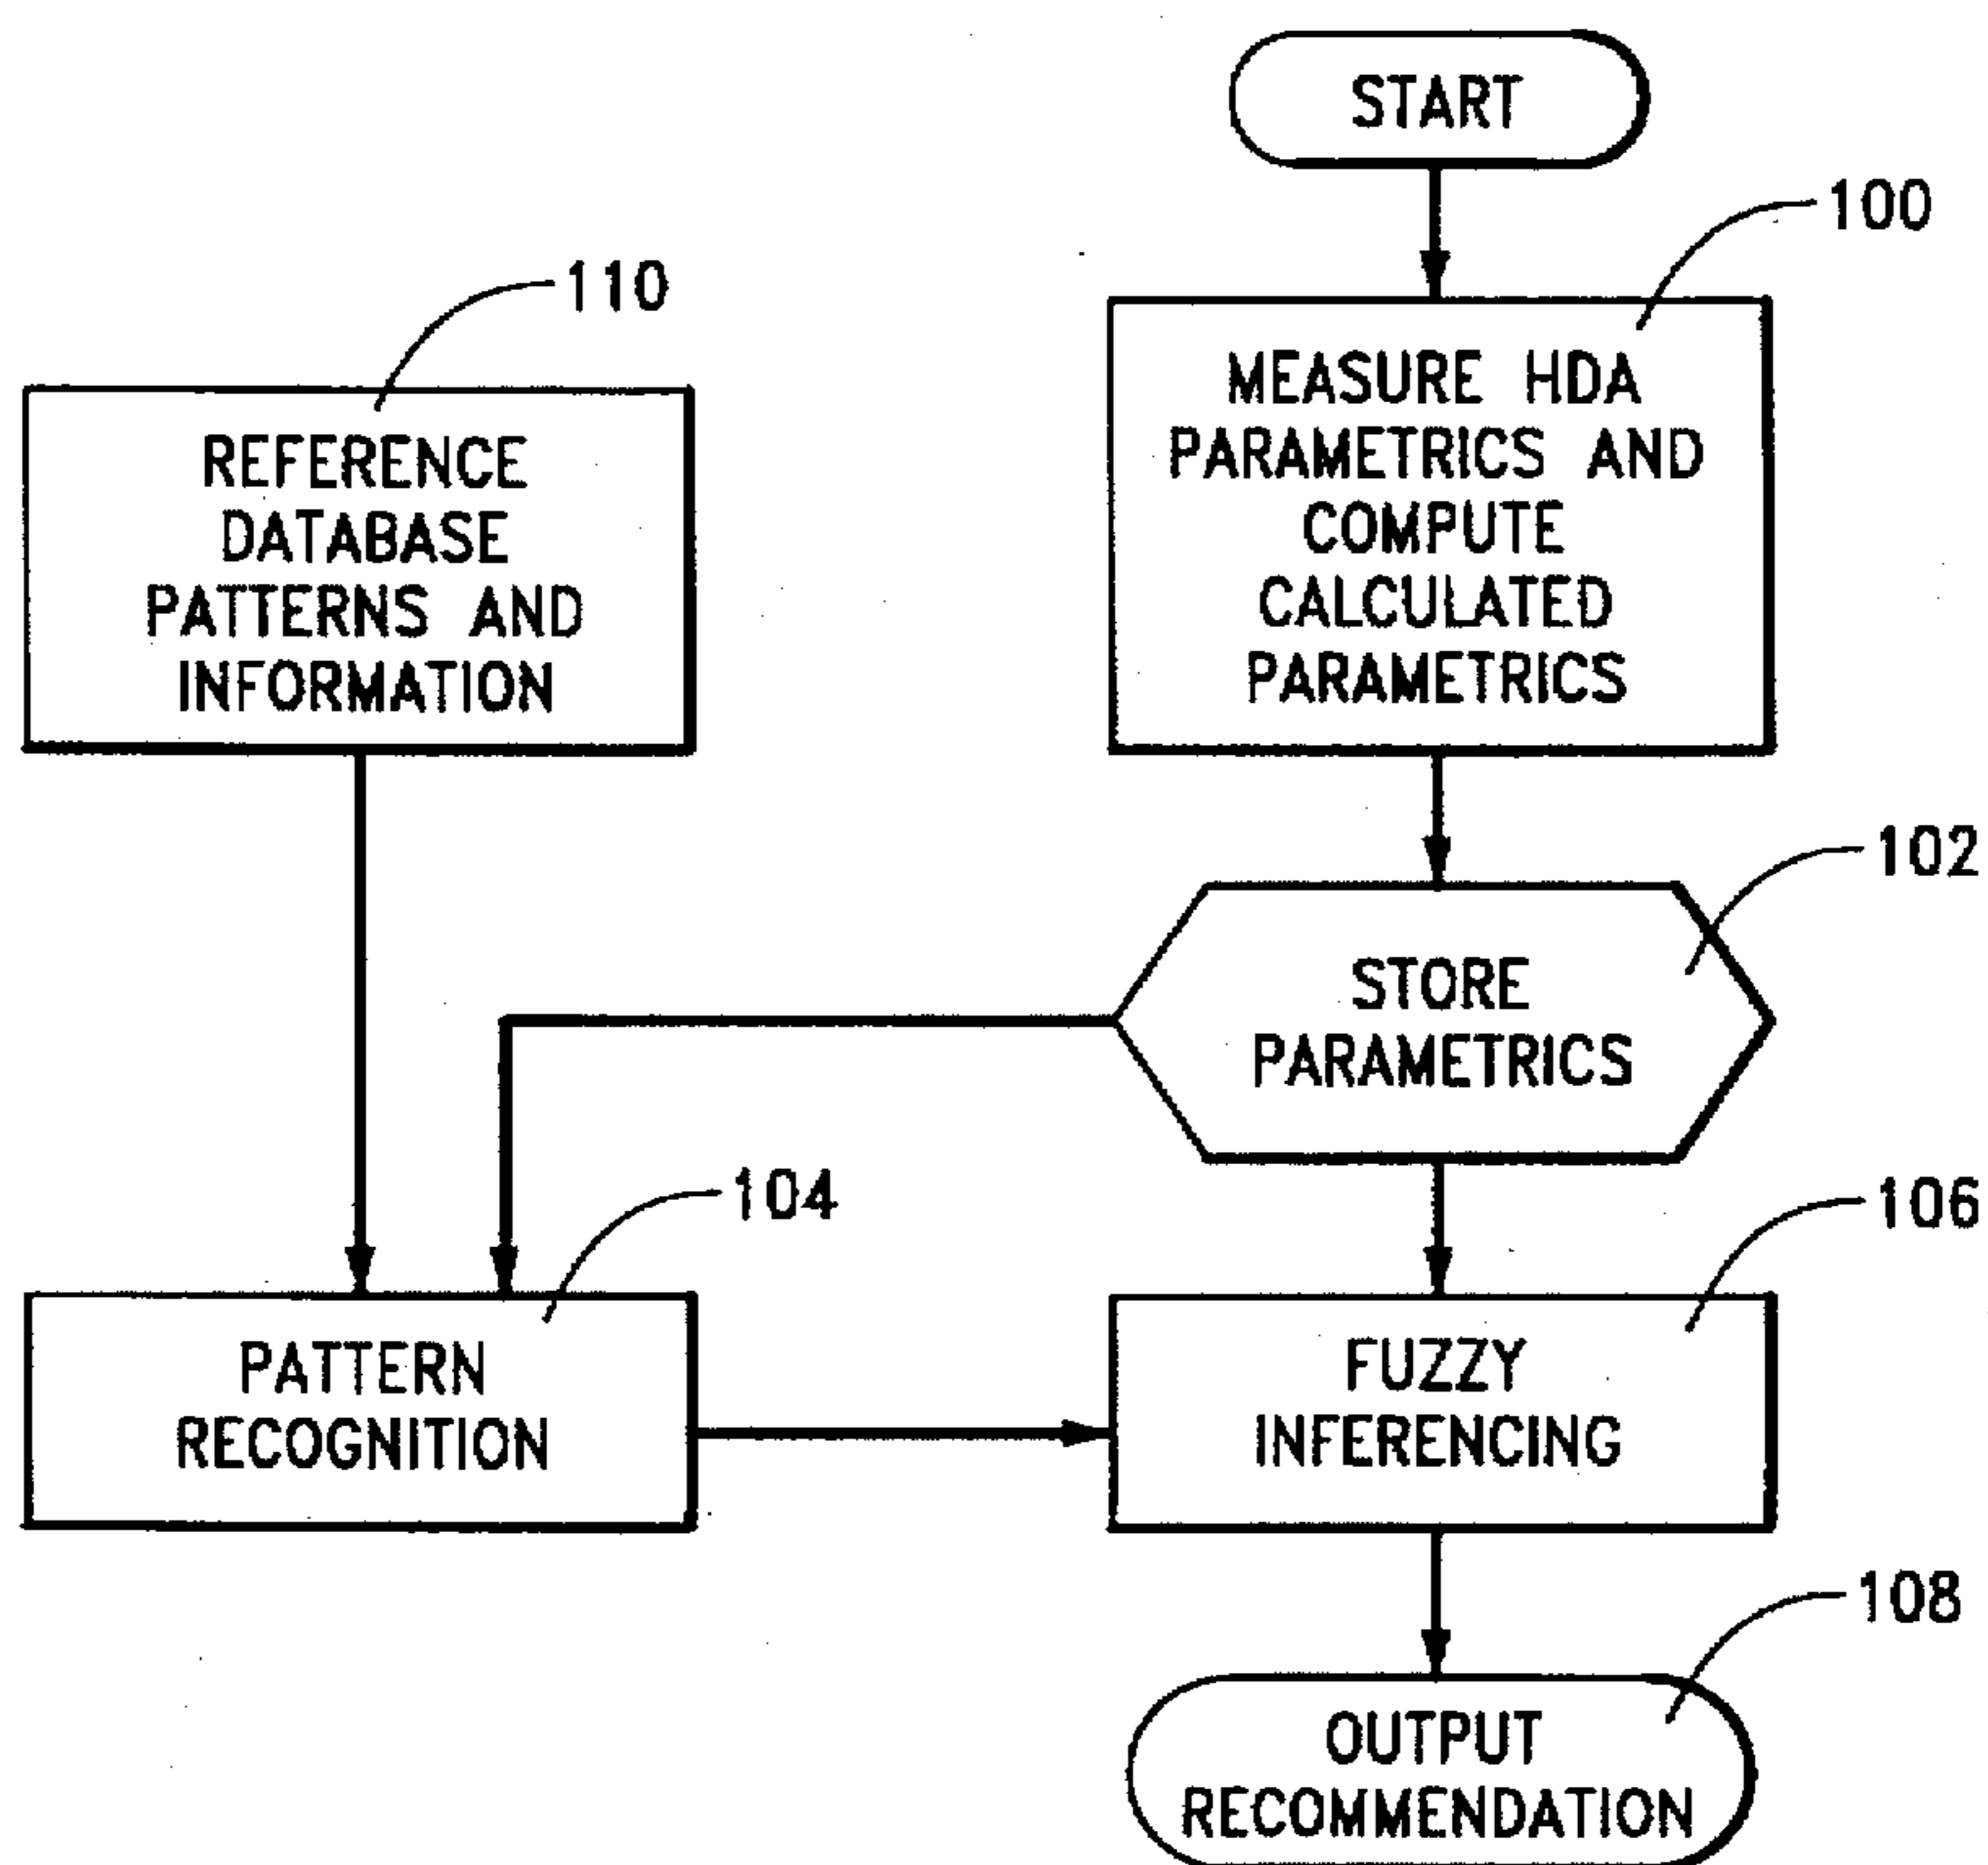 START
100
110
MEASURE HDA
PARAMETRICS AND
COMPUTE
CALCULATED
PARAMETRICS
REFERENCE
DATABASE
PATTERNS AND
INFORMATION
102
STORE
PARAMETRICS
104
106
PATTERN
RECOGNITION
FUZZY
INFERENCING
108
OUTPUT
RECOMMENDATION